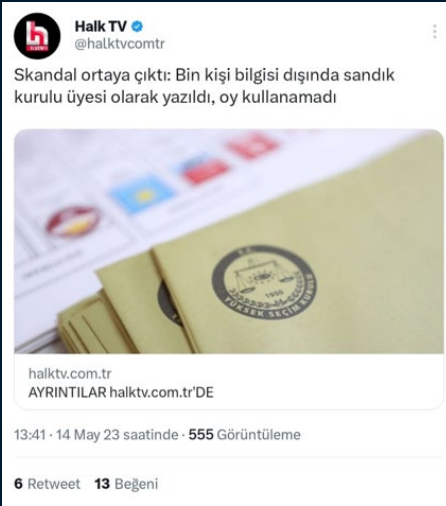 Halk TV
@halktvcomtr
Skandal ortaya çıktı: Bin kişi bilgisi dışında sandık
kurulu üyesi olarak yazıldı, oy kullanamadı
T.C.
1950
YÜKSEK SEÇİM KURULU
halktv.com.tr
AYRINTILAR halktv.com.tr'DE
13:41 · 14 May 23 saatinde · 555 Görüntüleme
6 Retweet 13 Beğeni